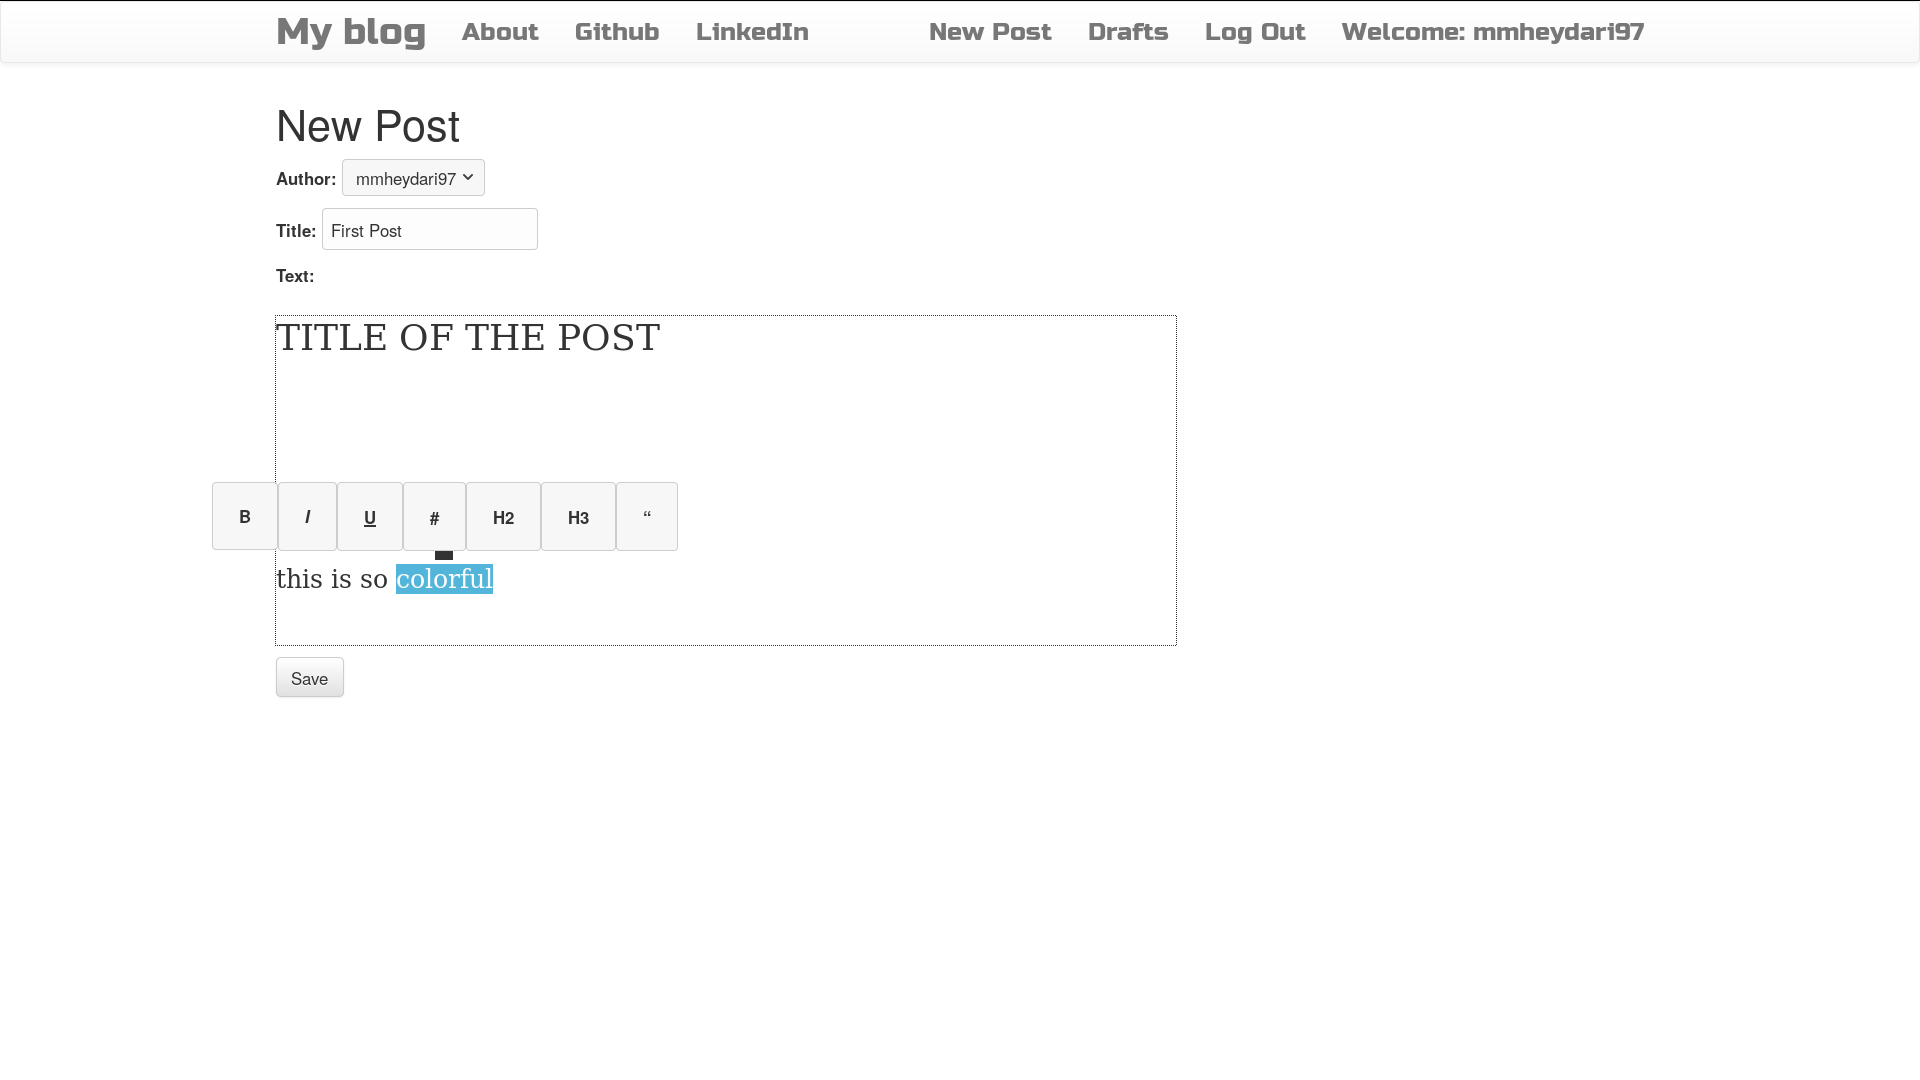 My blog About Github LinkedIn New Post Drafts Log Out Welcome: mmheydari97
New Post
Author: mmheydari97
Title: First Post
Text:
TITLE OF THE POST
B I U # H2 H3 “
this is so colorful
Save